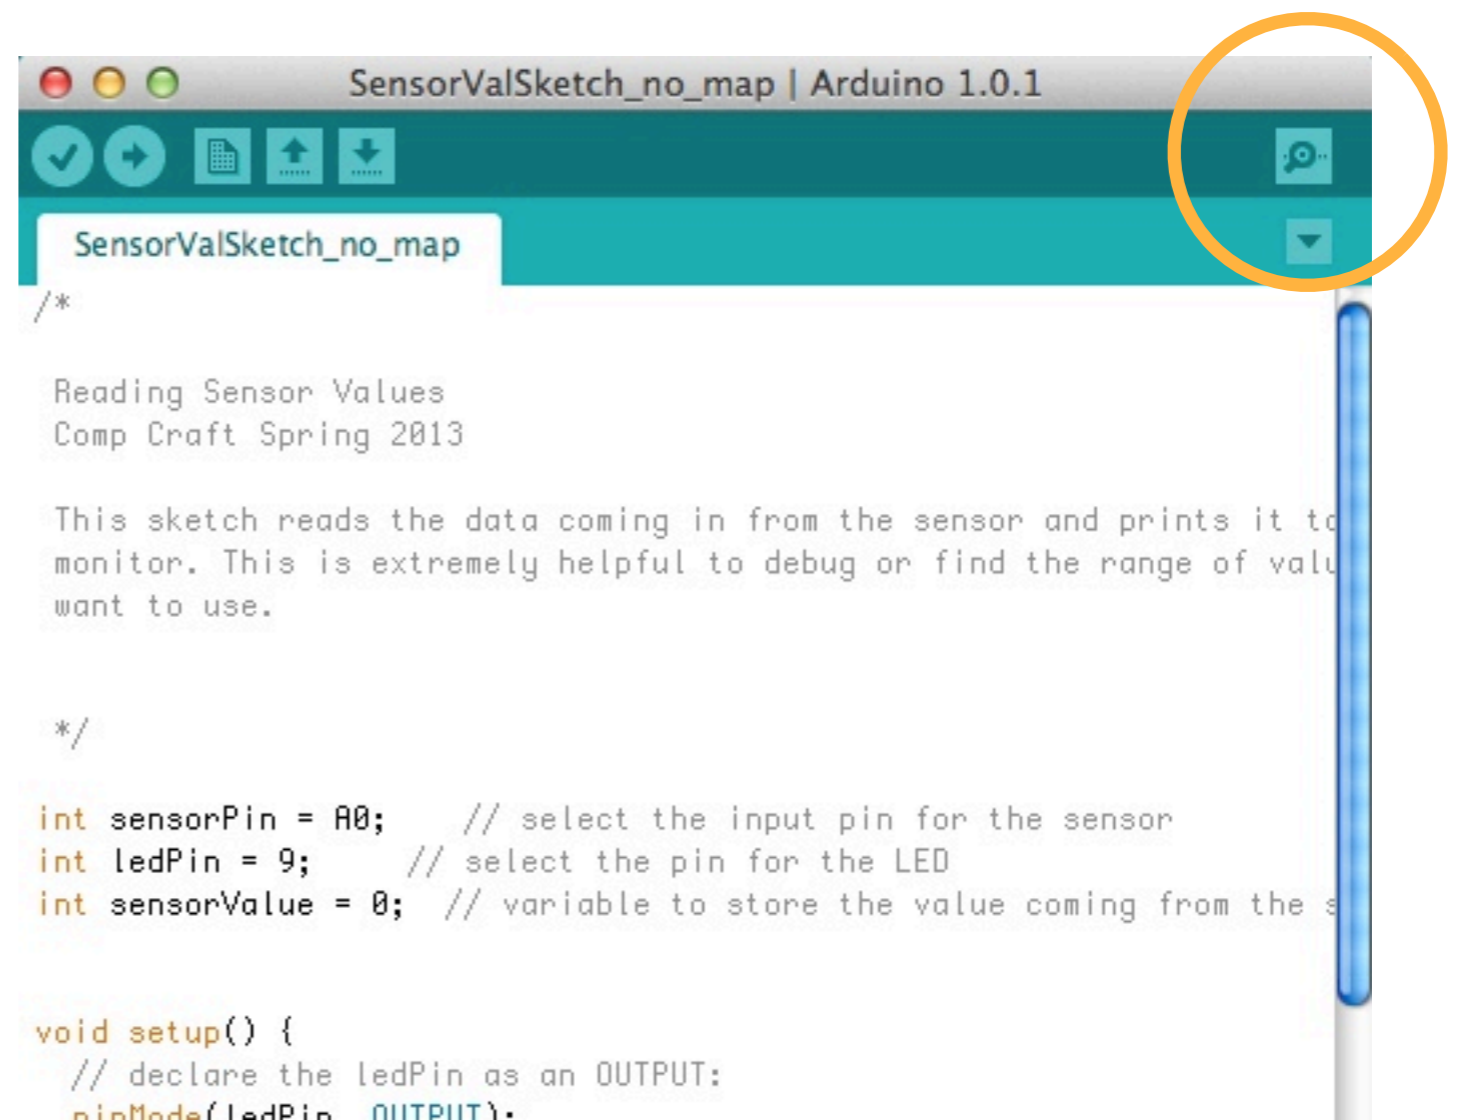 SensorValSketch_no_map | Arduino 1.0.1
SensorValSketch_no_map
/*
Reading Sensor Values
Comp Craft Spring 2013
This sketch reads the data coming in from the sensor and prints it to
monitor. This is extremely helpful to debug or find the range of valu
want to use.
*/
int sensorPin = A0; // select the input pin for the sensor
int ledPin = 9; // select the pin for the LED
int sensorValue = 0; // variable to store the value coming from the s
void setup() {
// declare the ledPin as an OUTPUT:
pinMode(ledPin, OUTPUT);